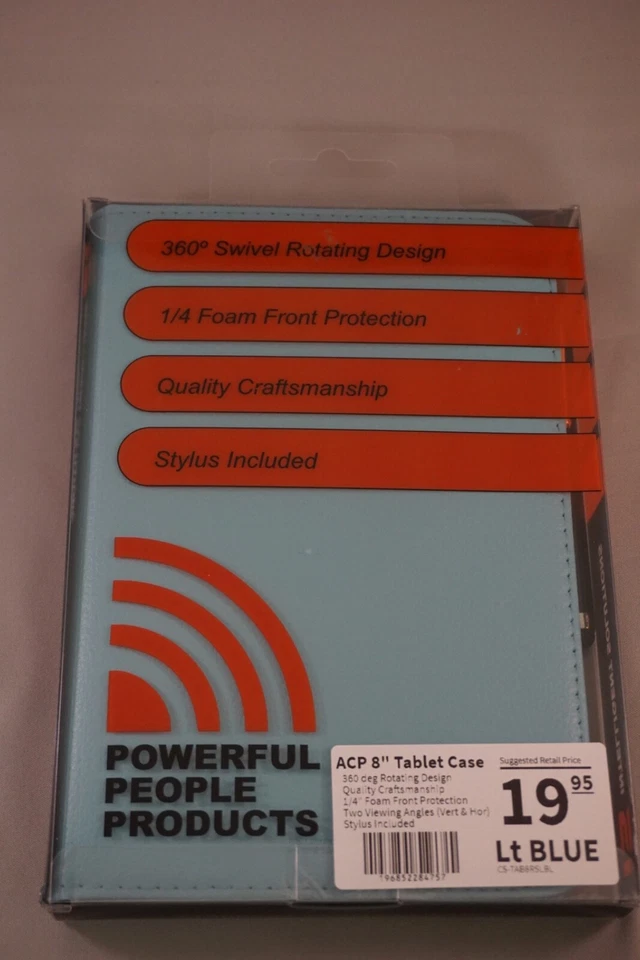 360º Swivel Rotating Design
1/4 Foam Front Protection
Quality Craftsmanship
Stylus Included
POWERFUL
PEOPLE
PRODUCTS
ACP 8" Tablet Case
360 deg Rotating Design
Quality Craftsmanship
1/4" Foam Front Protection
Two Viewing Angles (Vert & Hor)
Stylus Included
Suggested Retail Price
19 95
Lt BLUE
INTELLIGENT SOLUTIONS